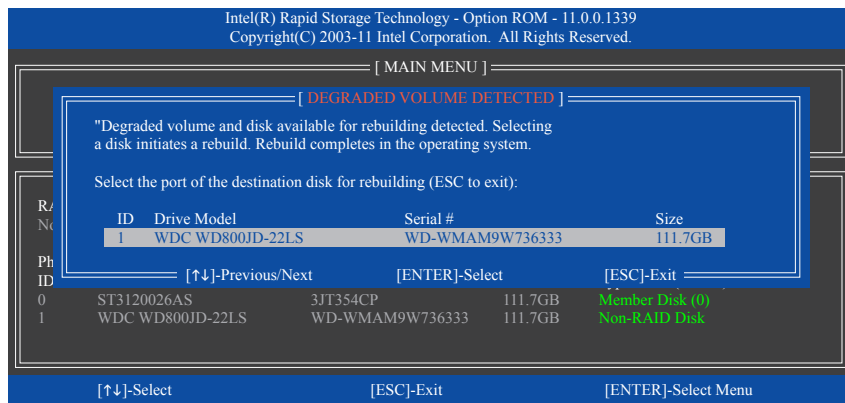 Intel(R) Rapid Storage Technology - Option ROM - 11.0.0.1339
Copyright(C) 2003-11 Intel Corporation. All Rights Reserved.
[ MAIN MENU ]
[ DEGRADED VOLUME DETECTED ]
"Degraded volume and disk available for rebuilding detected. Selecting
a disk initiates a rebuild. Rebuild completes in the operating system.
Select the port of the destination disk for rebuilding (ESC to exit):
ID Drive Model Serial # Size
1 WDC WD800JD-22LS WD-WMAM9W736333 111.7GB
[↑↓]-Previous/Next [ENTER]-Select [ESC]-Exit
RA
No
Ph
ID
0 ST3120026AS 3JT354CP 111.7GB Member Disk (0)
1 WDC WD800JD-22LS WD-WMAM9W736333 111.7GB Non-RAID Disk
[↑↓]-Select [ESC]-Exit [ENTER]-Select Menu